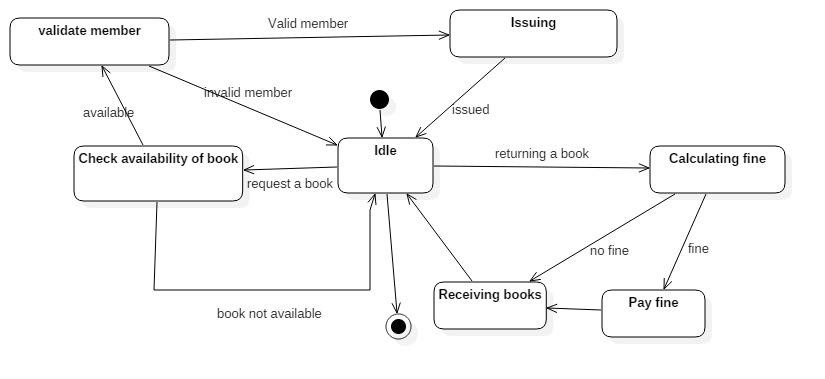 Valid member
Issuing
validate member
invalid member
available
issued
Idle
returning a book
Calculating fine
Check availability of book
request a book
no fine
fine
Receiving books
Pay fine
book not available